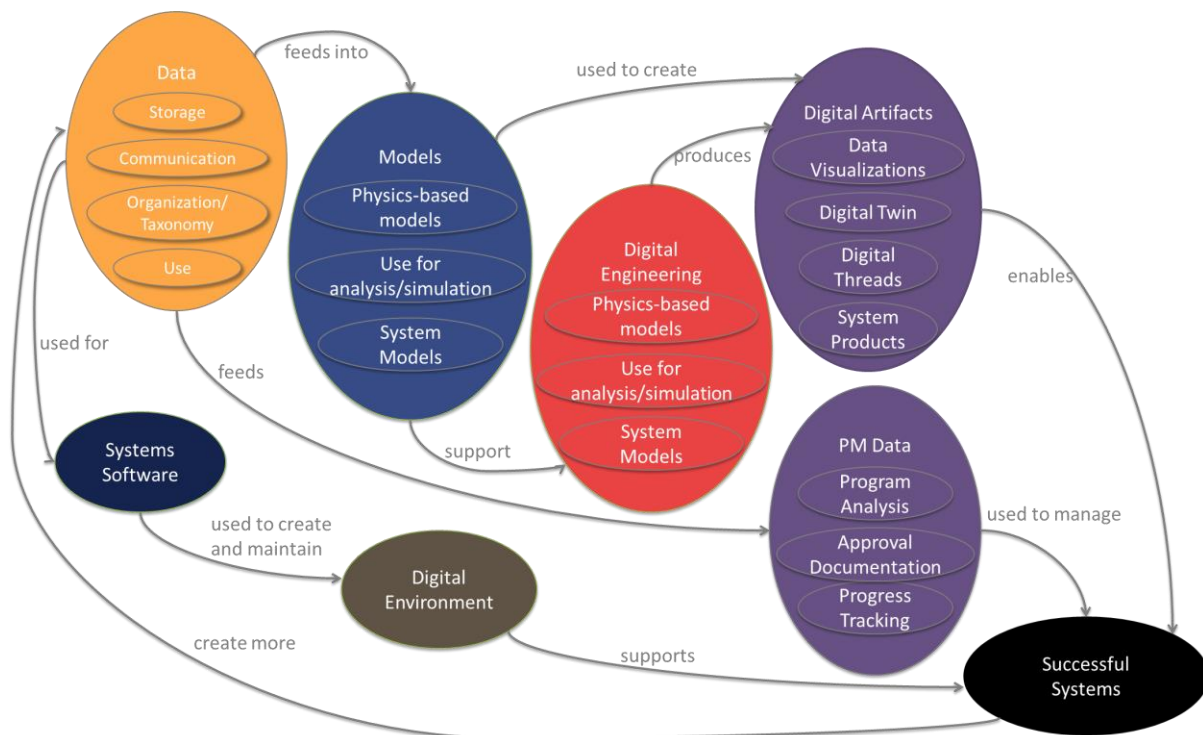 feeds into
Data
Storage
Communication
Organization/
Taxonomy
Use
used to create
Models
Physics-based
models
Use for
analysis/simulation
System
Models
produces
Digital Artifacts
Data
Visualizations
Digital Twin
Digital
Threads
System
Products
Digital
Engineering
Physics-based
models
Use for
analysis/simulation
System
Models
enables
used for
feeds
support
Systems
Software
PM Data
Program
Analysis
Approval
Documentation
Progress
Tracking
used to manage
used to create
and maintain
Digital
Environment
create more
supports
Successful
Systems